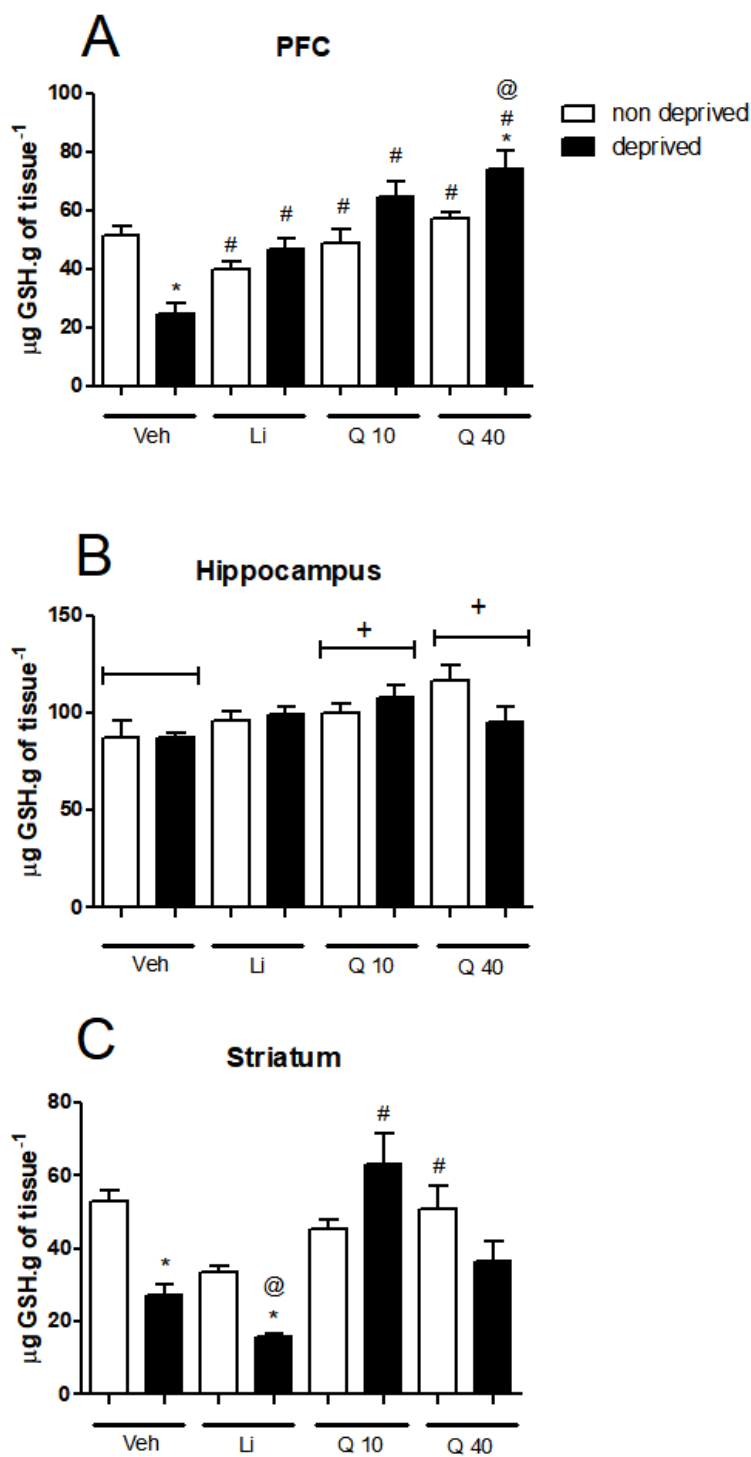 A
PFC
μg GSH.g of tissue⁻¹
100
80
60
40
20
0
*
#
#
#
#
#
@
#
*
non deprived
deprived
Veh Li Q 10 Q 40
B
Hippocampus
μg GSH.g of tissue⁻¹
150
100
50
0
+
+
Veh Li Q 10 Q 40
C
Striatum
μg GSH.g of tissue⁻¹
80
60
40
20
0
*
@
*
#
#
Veh Li Q 10 Q 40